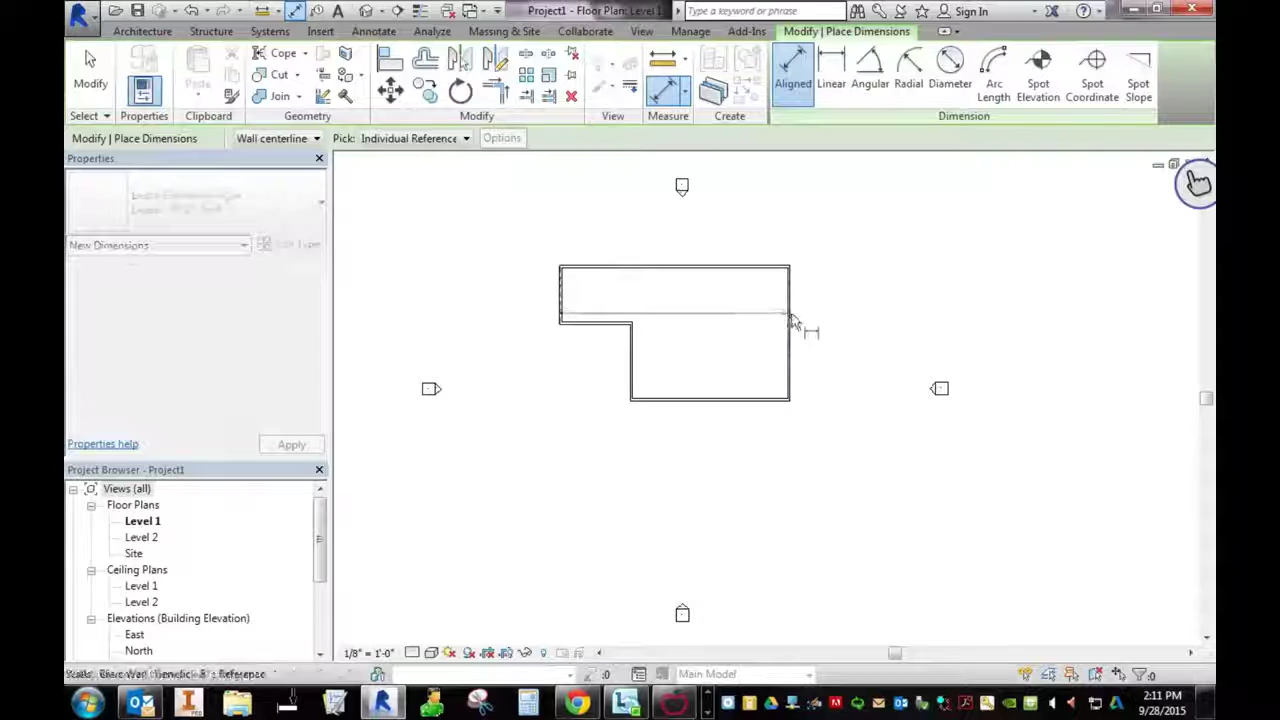 Project1 - Floor Plan: Level 1
Type a keyword or phrase
Sign In
Architecture Structure Systems Insert Annotate Analyze Massing & Site Collaborate View Manage Add-Ins Modify | Place Dimensions
Modify
Select
Properties
Paste
Clipboard
Cope
Cut
Join
Geometry
Modify
View
Measure
Create
Aligned Linear Angular Radial Diameter Arc Length Spot Elevation Spot Coordinate Spot Slope
Dimension
Modify | Place Dimensions Wall centerline Pick: Individual Reference Options
Properties
New Dimensions
Properties help Apply
Project Browser - Project1
Views (all)
Floor Plans
Level 1
Level 2
Site
Ceiling Plans
Level 1
Level 2
Elevations (Building Elevation)
East
North
1/8" = 1'-0"
:0 Main Model :0
2:11 PM
9/28/2015